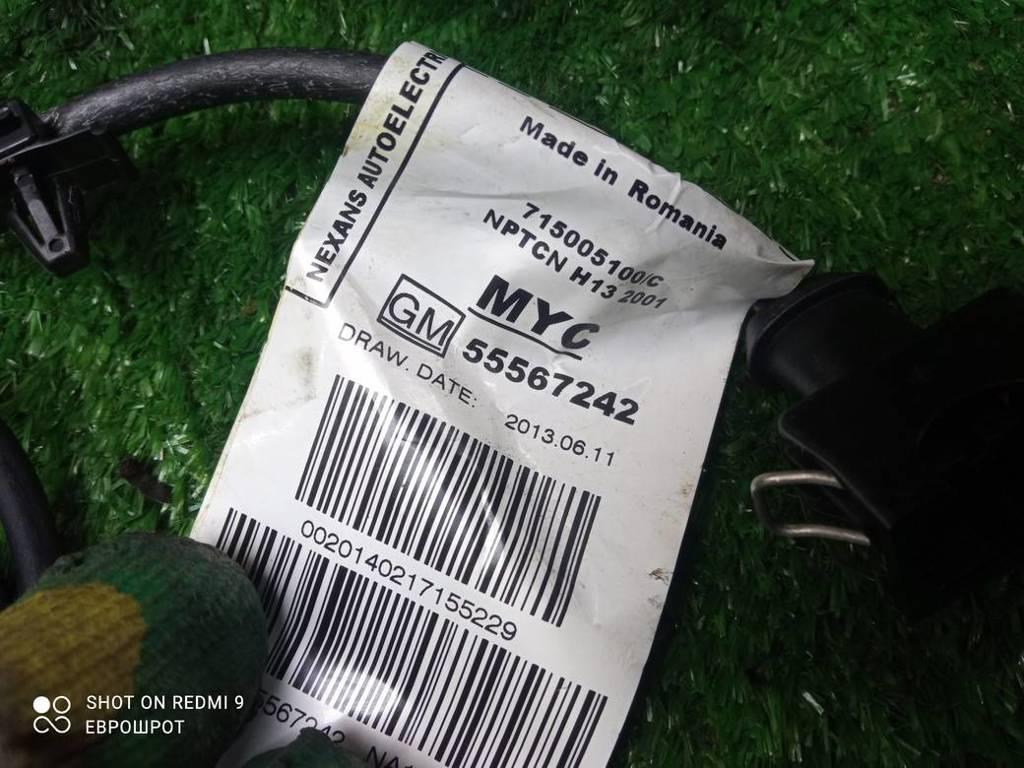 NEXANS AUTOELECTR
Made in Romania
715005100/C
NPTCN H13 2001
MYC
GM 55567242
DRAW. DATE: 2013.06.11
0020140217155229
5567242
SHOT ON REDMI 9
ЕВРОШРОТ